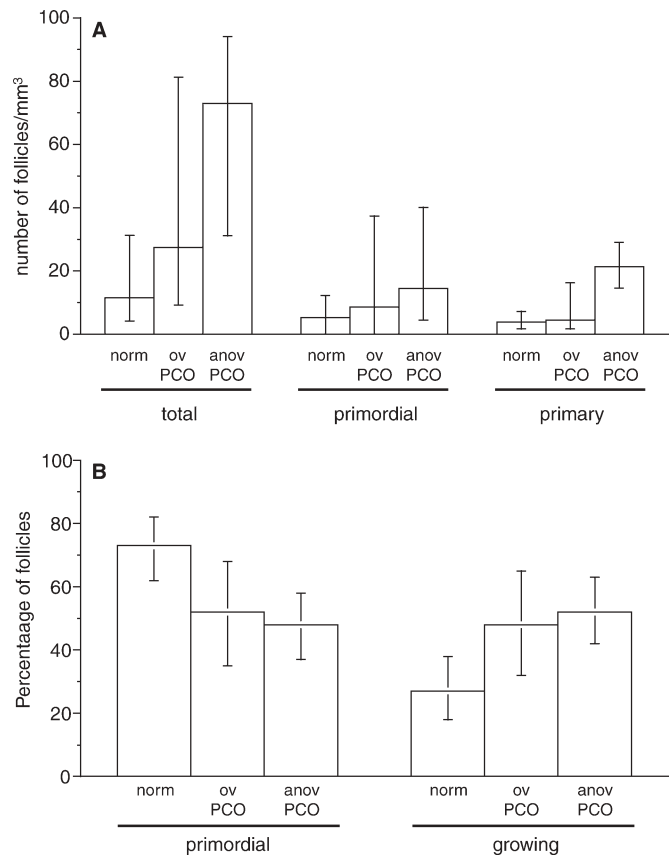 A
100
80
60
40
20
0
number of follicles/mm³
norm ov anov norm ov anov norm ov anov
PCO PCO PCO PCO PCO PCO
total primordial primary
B
100
80
60
40
20
0
Percentaage of follicles
norm ov anov norm ov anov
PCO PCO PCO PCO
primordial growing